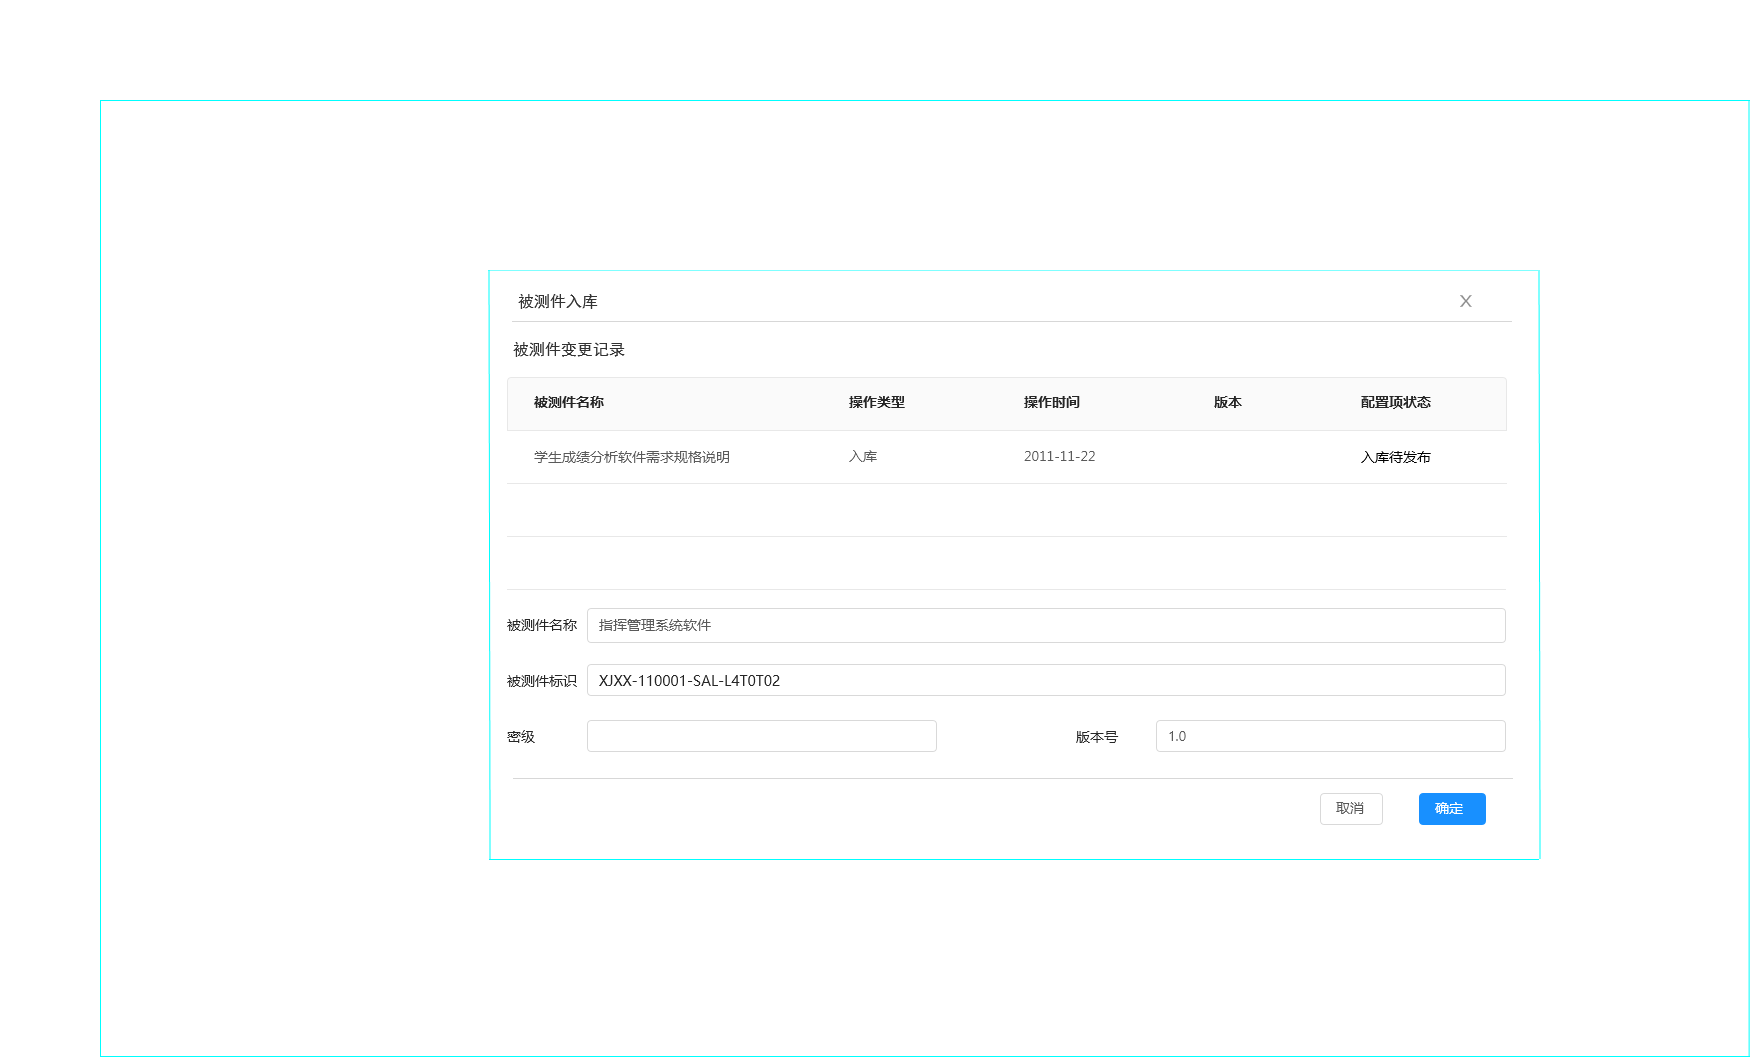 被测件入库 X
被测件变更记录
被测件名称 操作类型 操作时间 版本 配置项状态
学生成绩分析软件需求规格说明 入库 2011-11-22 入库待发布
被测件名称 指挥管理系统软件
被测件标识 XJXX-110001-SAL-L4T0T02
密级 版本号 1.0
取消 确定